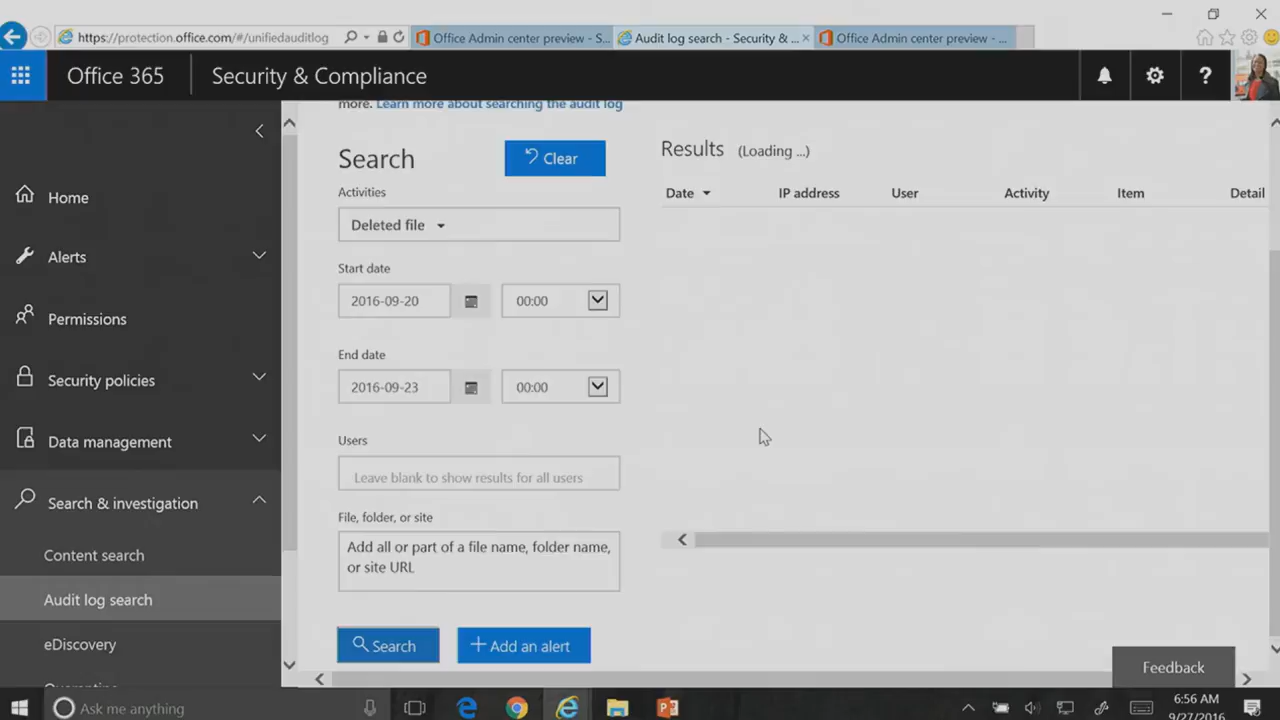 https://protection.office.com/#/unifiedauditlog
Office Admin center preview - S...
Audit log search - Security & ...
Office Admin center preview - ...
Office 365
Security & Compliance
?
more. Learn more about searching the audit log
Search
Clear
Results (Loading ...)
Activities
Date
IP address
User
Activity
Item
Detail
Deleted file
Start date
2016-09-20
00:00
End date
2016-09-23
00:00
Users
Leave blank to show results for all users
File, folder, or site
Add all or part of a file name, folder name,
or site URL
Search
Add an alert
Home
Alerts
Permissions
Security policies
Data management
Search & investigation
Content search
Audit log search
eDiscovery
Quarantine
Feedback
Ask me anything
6:56 AM
9/27/2016